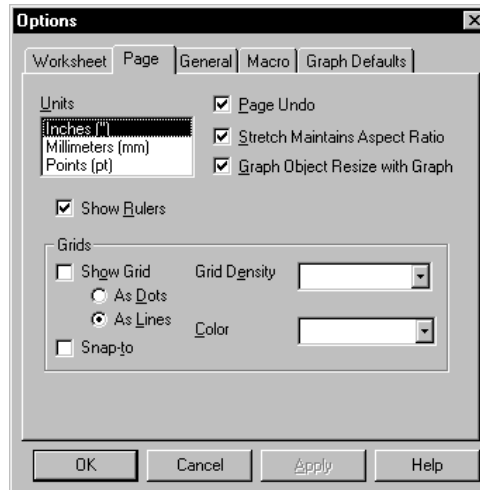 Options
Worksheet Page General Macro Graph Defaults
Units
Inches (")
Millimeters (mm)
Points (pt)
Page Undo
Stretch Maintains Aspect Ratio
Graph Object Resize with Graph
Show Rulers
Grids
Show Grid Grid Density
As Dots
As Lines Color
Snap-to
OK Cancel Apply Help